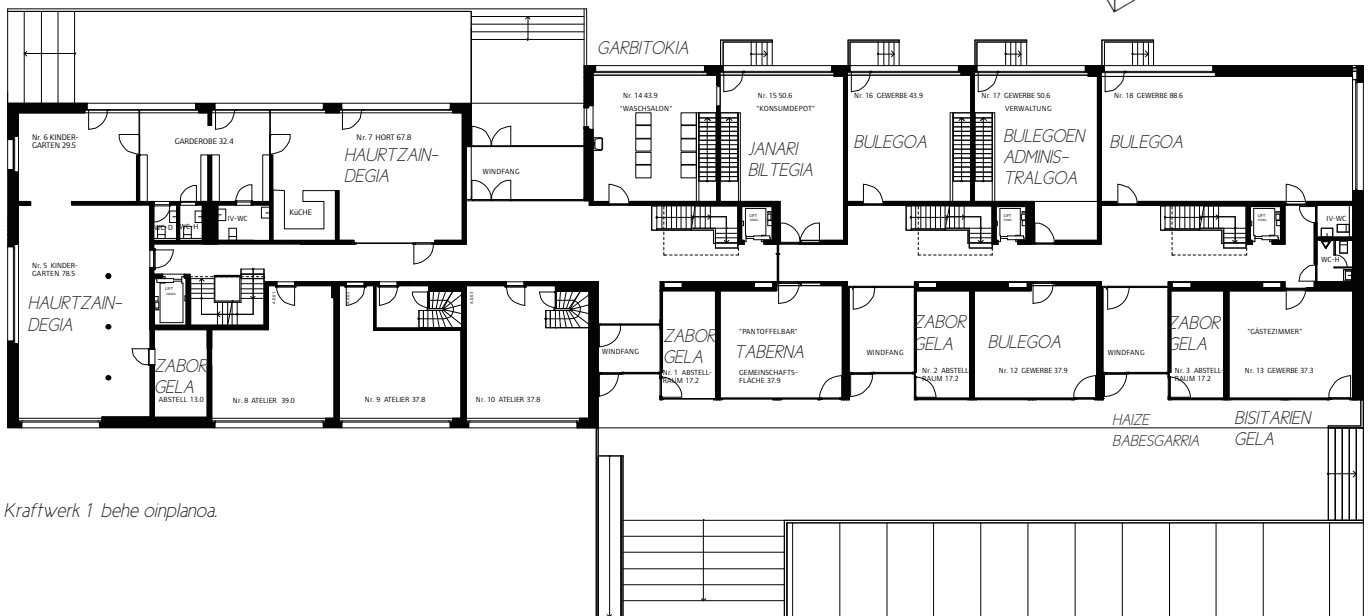 GARBITOKIA
Nr. 14 43.9
"WASCHSALON"
Nr. 15 50.6
"KONSUMDEPOT"
JANARI
BILTEGIA
Nr. 16 GEWERBE 43.9
BULEGOA
Nr. 17 GEWERBE 50.6
VERWALTUNG
BULEGOEN
ADMINIS-
TRALGOA
Nr. 18 GEWERBE 88.6
BULEGOA
Nr. 6 KINDER-
GARTEN 29.5
GARDEROBE 32.4
Nr. 7 HORT 67.8
HAURTZAIN-
DEGIA
WINDFANG
KüCHE
WC-D
WC-H
IV-WC
LIFT
LIFT
LIFT
IV-WC
WC-H
Nr. 5 KINDER-
GARTEN 78.5
HAURTZAIN-
DEGIA
LIFT
ZABOR
GELA
ABSTELL 13.0
Nr. 8 ATELIER 39.0
Nr. 9 ATELIER 37.8
Nr. 10 ATELIER 37.8
WINDFANG
ZABOR
GELA
Nr. 1 ABSTELL-
RAUM 17.2
"PANTOFFELBAR"
TABERNA
GEMEINSCHAFTS-
FLÄCHE 37.9
WINDFANG
ZABOR
GELA
Nr. 2 ABSTELL
RAUM 17.2
BULEGOA
Nr. 12 GEWERBE 37.9
WINDFANG
ZABOR
GELA
Nr. 3 ABSTELL-
RAUM 17.2
"GÄSTEZIMMER"
Nr. 13 GEWERBE 37.3
HAIZE
BABESGARRIA
BISITARIEN
GELA
Kraftwerk 1 behe oinplanoa.